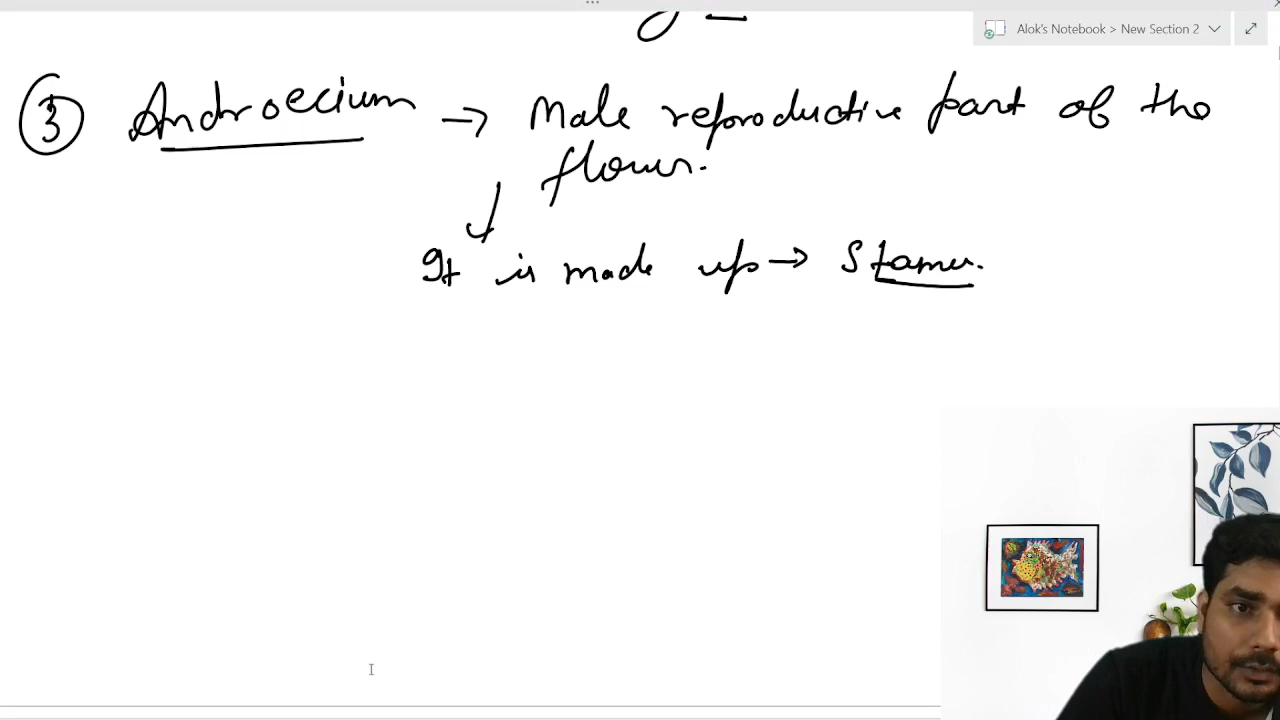 Alok's Notebook > New Section 2
3 Androecium → Male reproductive part of the
flower.
It is made up → Stamen.